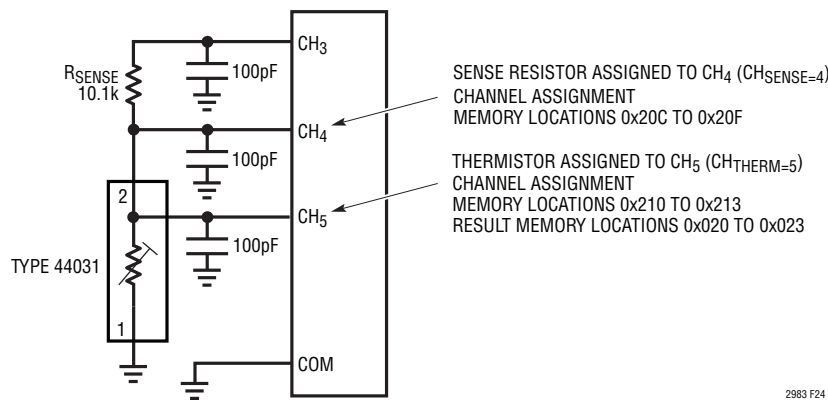 CH3
RSENSE
10.1k
100pF
CH4
100pF
2
CH5
100pF
TYPE 44031
1
COM
SENSE RESISTOR ASSIGNED TO CH4 (CHSENSE=4)
CHANNEL ASSIGNMENT
MEMORY LOCATIONS 0x20C TO 0x20F
THERMISTOR ASSIGNED TO CH5 (CHTHERM=5)
CHANNEL ASSIGNMENT
MEMORY LOCATIONS 0x210 TO 0x213
RESULT MEMORY LOCATIONS 0x020 TO 0x023
2983 F24